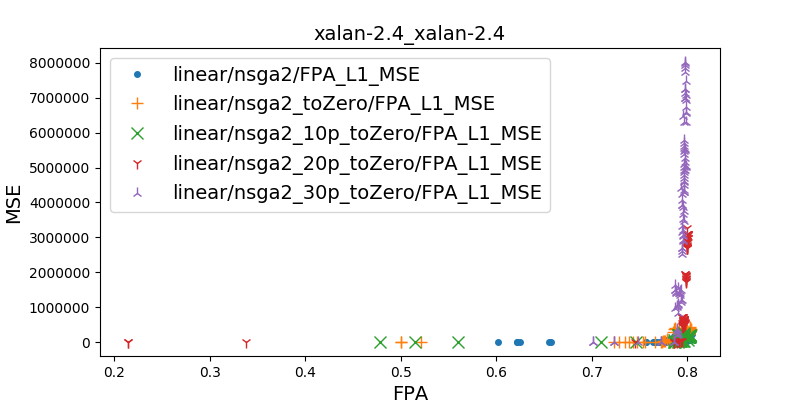 xalan-2.4_xalan-2.4
8000000
7000000
6000000
5000000
4000000
3000000
2000000
1000000
0
MSE
linear/nsga2/FPA_L1_MSE
linear/nsga2_toZero/FPA_L1_MSE
linear/nsga2_10p_toZero/FPA_L1_MSE
linear/nsga2_20p_toZero/FPA_L1_MSE
linear/nsga2_30p_toZero/FPA_L1_MSE
0.2 0.3 0.4 0.5 0.6 0.7 0.8
FPA